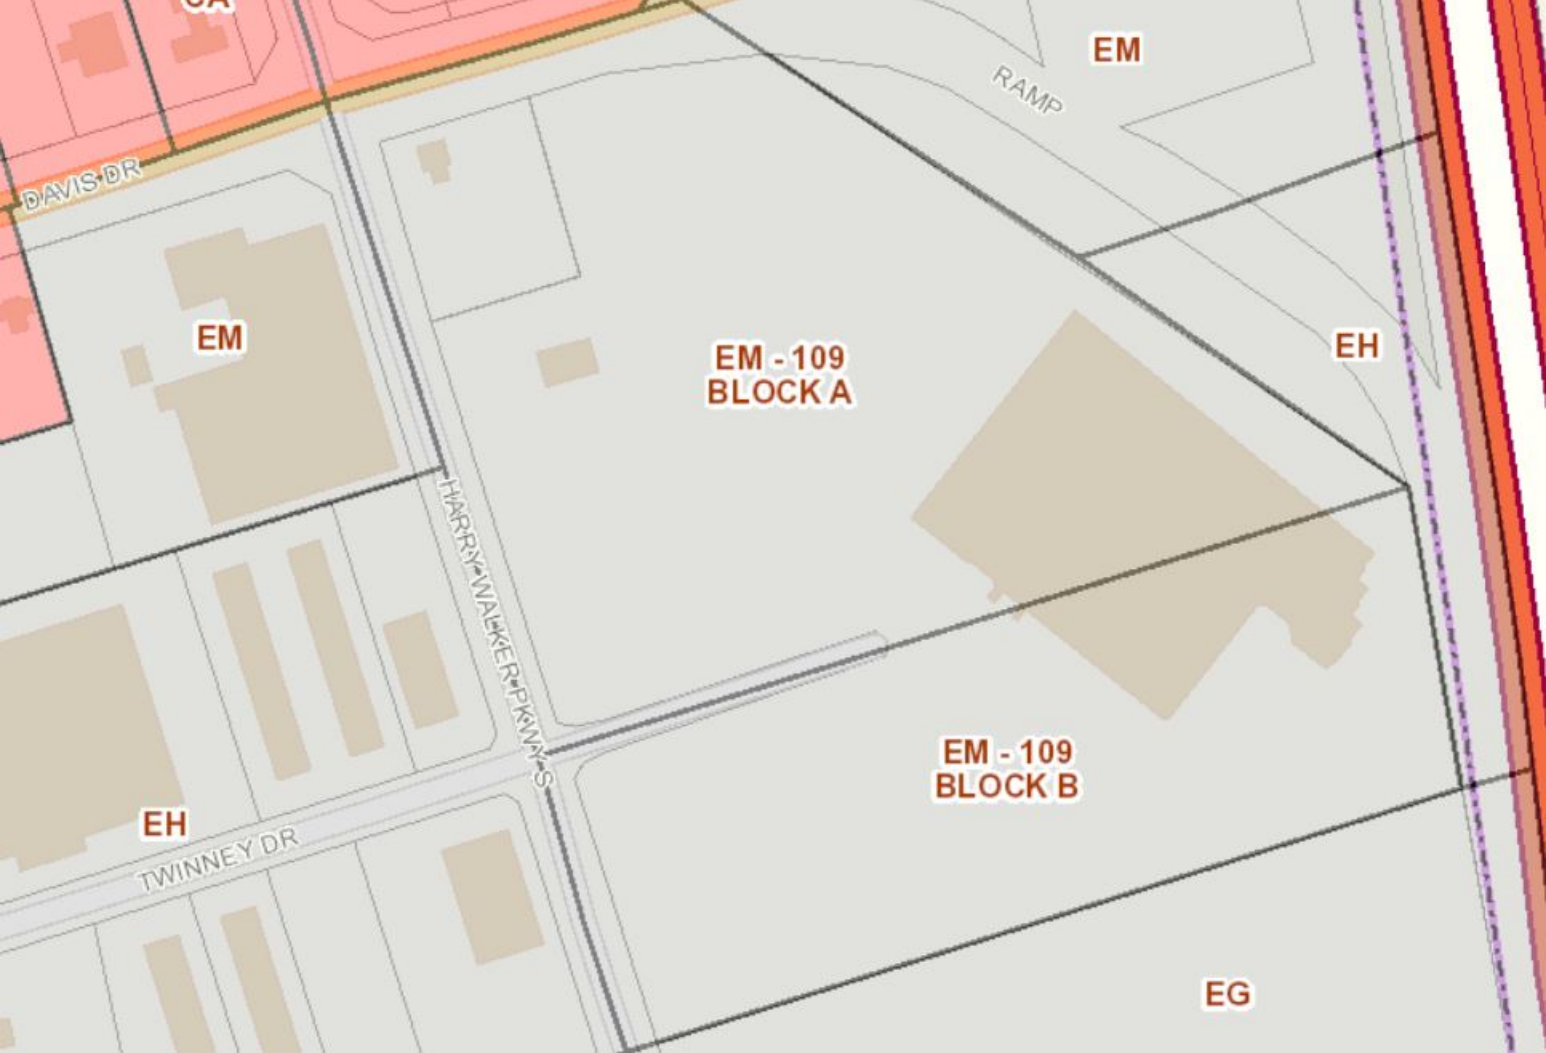 CA
EM
RAMP
DAVIS DR
EM
EM - 109
BLOCK A
EH
HARRY WALKER PKWY S
EM - 109
BLOCK B
EH
TWINNEY DR
EG